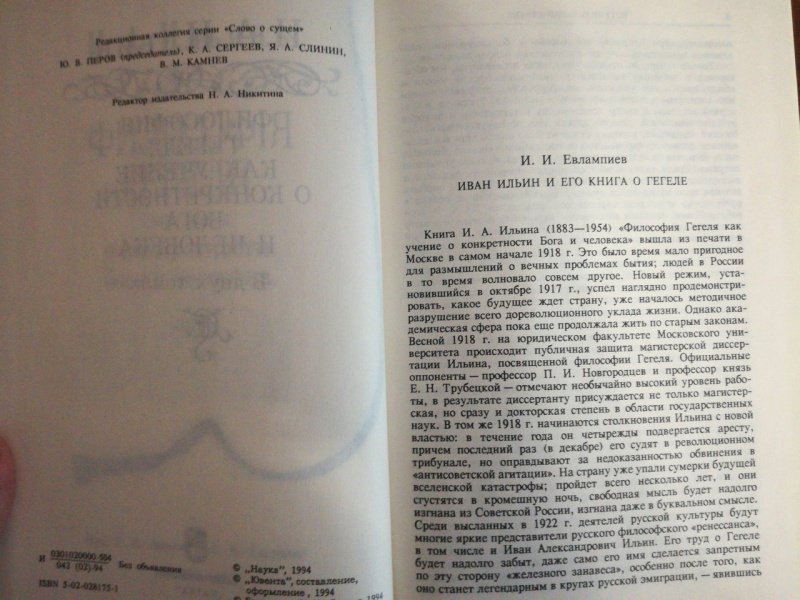 Редакционная коллегия серии «Слово о сущем»
Ю. В. ПЕРОВ (председатель), К. А. СЕРГЕЕВ, Я. А. СЛИНИН,
В. М. КАМНЕВ
Редактор издательства Н. А. Никитина
И 0301020000-504
042 (02)-94
Без объявления
ISBN 5-02-028175-1
© „Наука", 1994
© „Ювента", составление,
оформление, 1994
1994
И. И. Евлампиев
ИВАН ИЛЬИН И ЕГО КНИГА О ГЕГЕЛЕ
Книга И. А. Ильина (1883—1954) «Философия Гегеля как
учение о конкретности Бога и человека» вышла из печати в
Москве в самом начале 1918 г. Это было время мало пригодное
для размышлений о вечных проблемах бытия; людей в России
в то время волновало совсем другое. Новый режим, уста-
новившийся в октябре 1917 г., успел наглядно продемонстри-
ровать, какое будущее ждет страну, уже началось методичное
разрушение всего дореволюционного уклада жизни. Однако ака-
демическая сфера пока еще продолжала жить по старым законам.
Весной 1918 г. на юридическом факультете Московского уни-
верситета происходит публичная защита магистерской диссер-
тации Ильина, посвященной философии Гегеля. Официальные
оппоненты — профессор П. И. Новгородцев и профессор князь
Е. Н. Трубецкой — отмечают необычайно высокий уровень рабо-
ты, в результате диссертанту присуждается не только магистер-
ская, но сразу и докторская степень в области государственных
наук. В том же 1918 г. начинаются столкновения Ильина с новой
властью: в течение года он четырежды подвергается аресту,
причем последний раз (в декабре) его судят в революционном
трибунале, но оправдывают за недоказанностью обвинения в
«антисоветской агитации». На страну уже упали сумерки будущей
вселенской катастрофы; пройдет всего несколько лет, и они
сгустятся в кромешную ночь, свободная мысль будет надолго
изгнана из Советской России, изгнана даже в буквальном смысле.
Среди высланных в 1922 г. деятелей русской культуры будут
многие яркие представители русского философского «ренессанса»,
в том числе и Иван Александрович Ильин. Его труд о Гегеле
будет надолго забыт, даже само его имя сделается запретным
по эту сторону «железного занавеса», особенно после того, как
оно станет легендарным в кругах русской эмиграции, — явившись